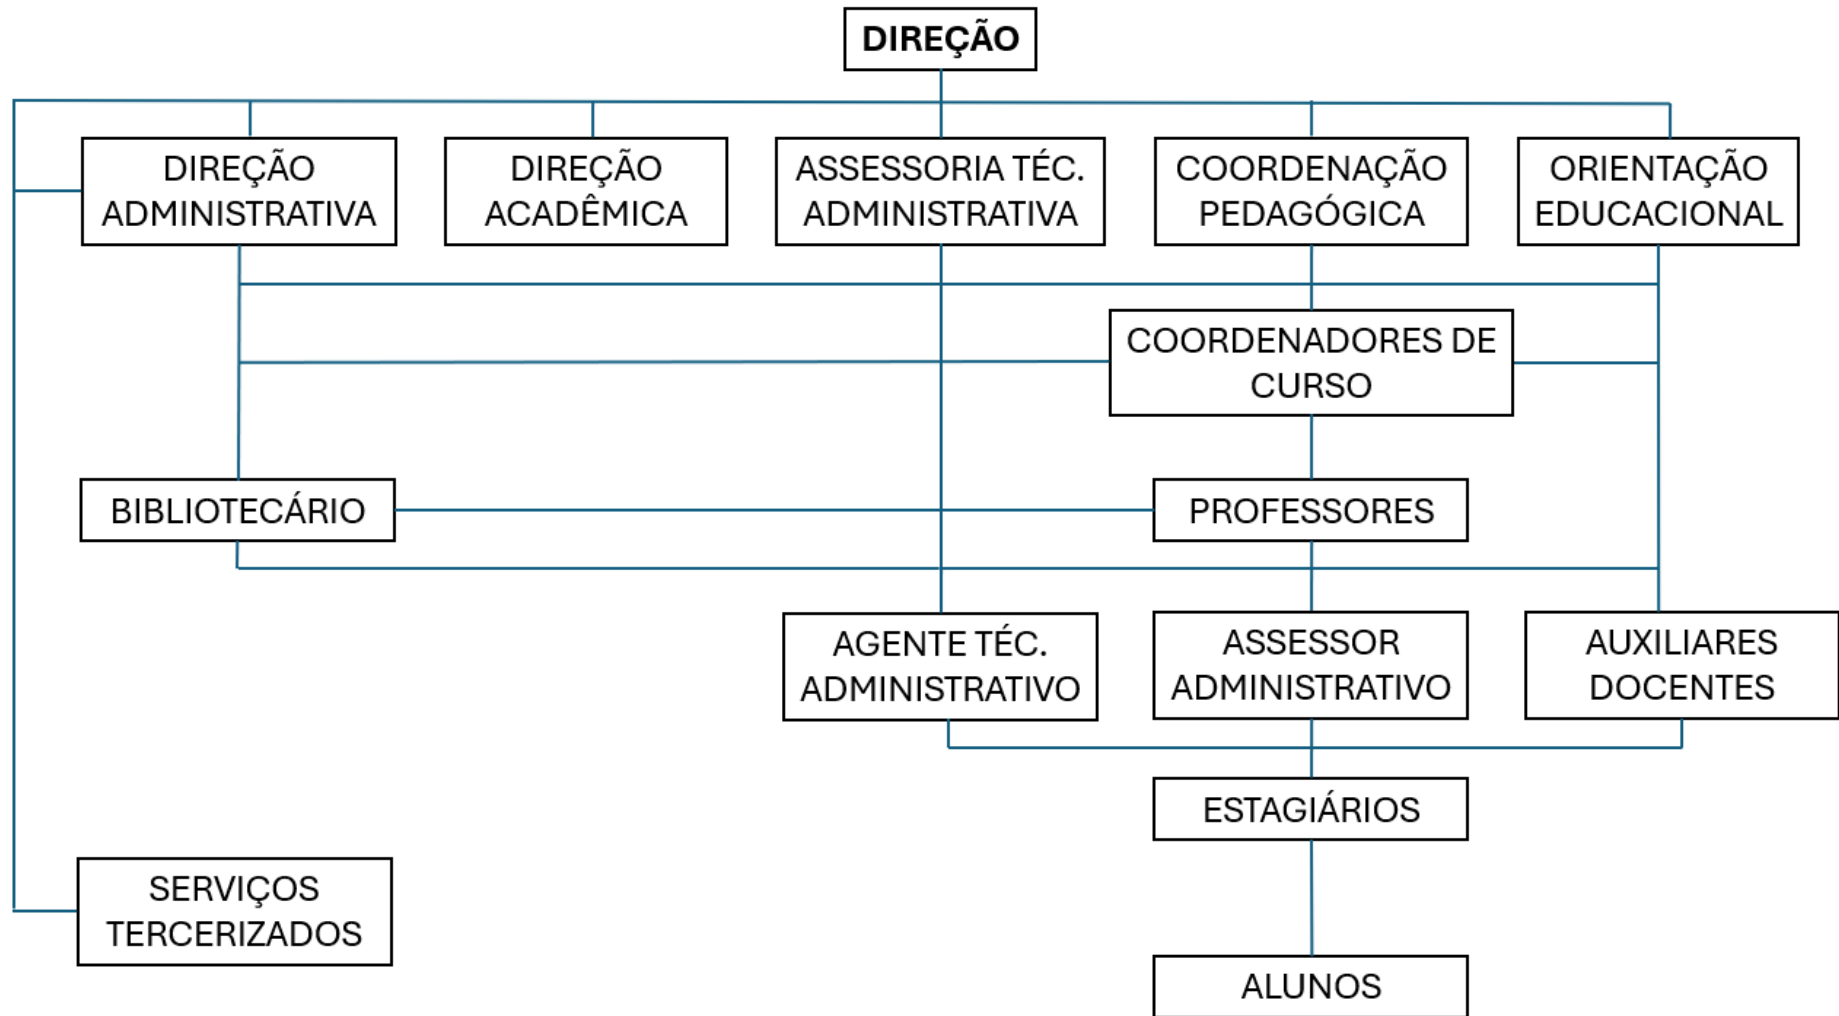 DIREÇÃO
DIREÇÃO
ADMINISTRATIVA
DIREÇÃO
ACADÊMICA
ASSESSORIA TÉC.
ADMINISTRATIVA
COORDENAÇÃO
PEDAGÓGICA
ORIENTAÇÃO
EDUCACIONAL
COORDENADORES DE
CURSO
BIBLIOTECÁRIO
PROFESSORES
AGENTE TÉC.
ADMINISTRATIVO
ASSESSOR
ADMINISTRATIVO
AUXILIARES
DOCENTES
ESTAGIÁRIOS
SERVIÇOS
TERCERIZADOS
ALUNOS